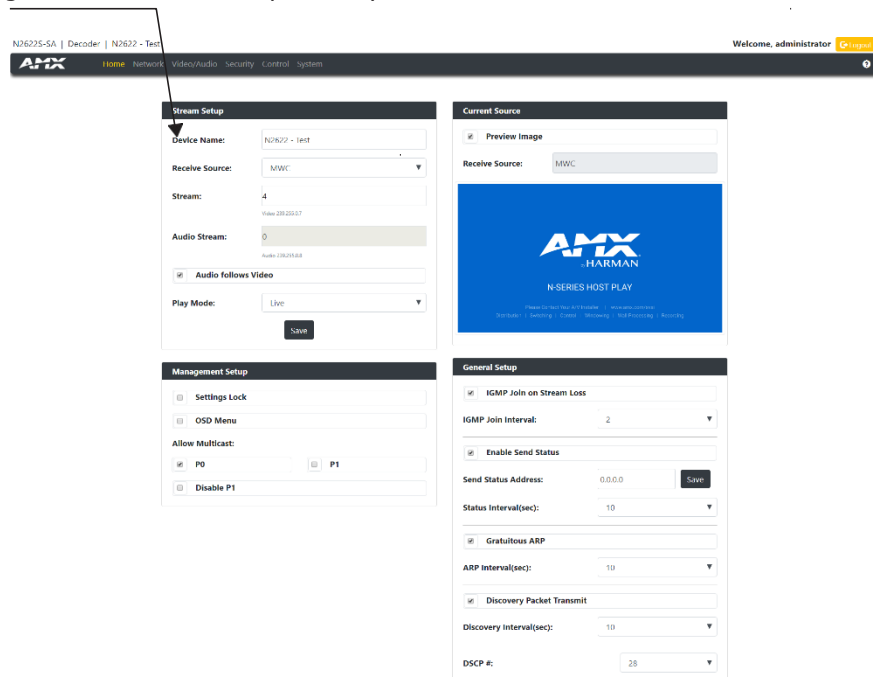 N2622S-SA | Decoder | N2622 - Test
Welcome, administrator Logout
AMX Home Network Video/Audio Security Control System
Stream Setup
Device Name: N2622 - Test
Receive Source: MWC
Stream: 4
Audio Stream: 0
Audio follows Video
Play Mode: Live
Save
Management Setup
Settings Lock
OSD Menu
Allow Multicast:
P0 P1
Disable P1
Current Source
Preview Image
Receive Source: MWC
AMX
by HARMAN
N-SERIES HOST PLAY
General Setup
IGMP Join on Stream Loss
IGMP Join Interval: 2
Enable Send Status
Send Status Address: 0.0.0.0 Save
Status Interval(sec): 10
Gratuitous ARP
ARP Interval(sec): 10
Discovery Packet Transmit
Discovery Interval(sec): 10
DSCP #: 28